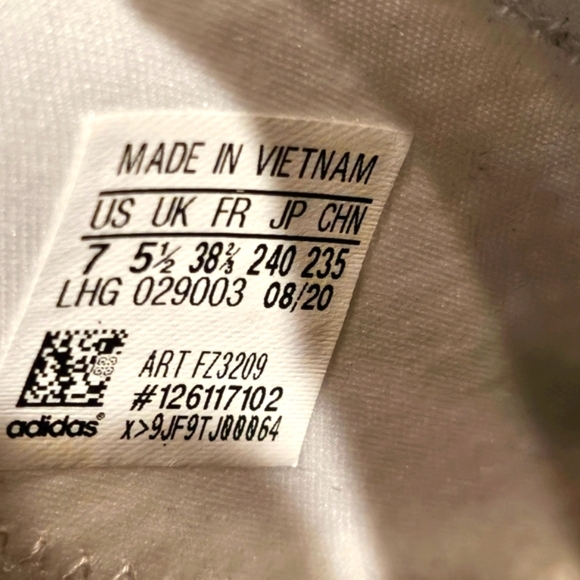 MADE IN VIETNAM
US UK FR JP CHN
7 5½ 38⅔ 240 235
LHG 029003 08/20
ART FZ3209
#126117102
adidas® x>9JF9TJ00064